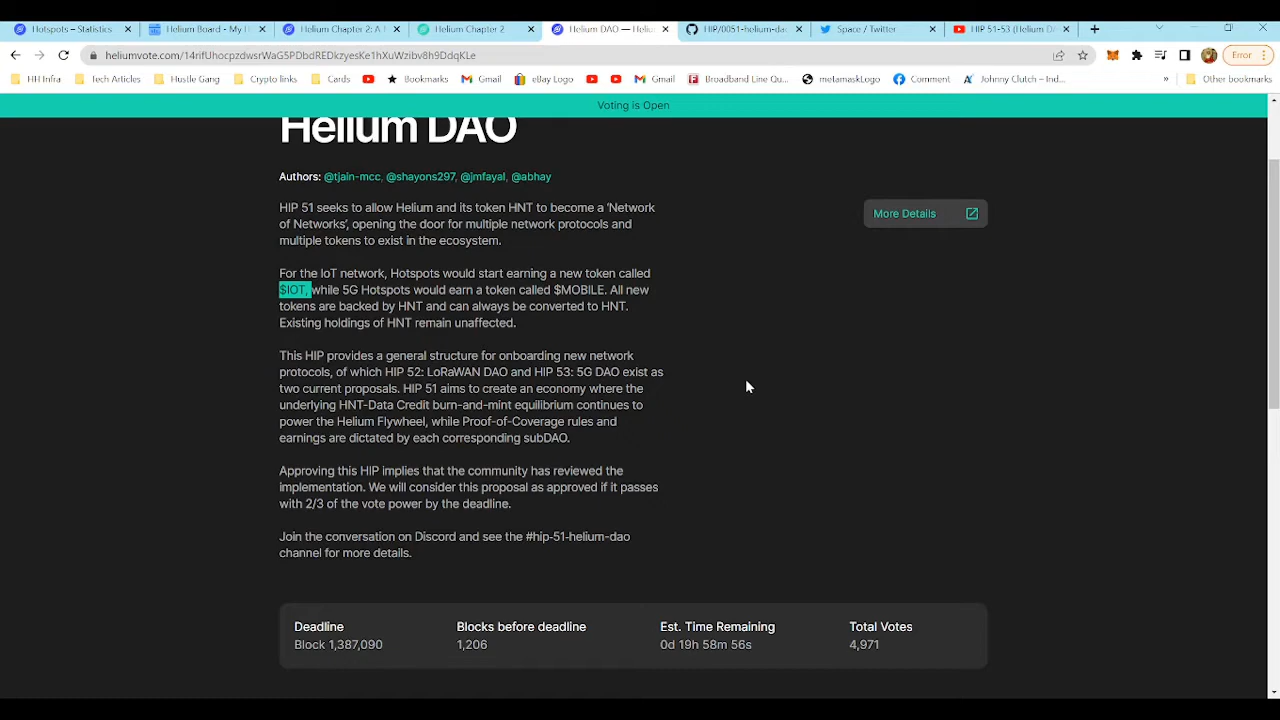 Hotspots – Statistics
Helium Board - My H
Helium Chapter 2: A N
Helium Chapter 2
Helium DAO — Heliu
HIP/0051-helium-dao
Space / Twitter
HIP 51-53 (Helium DA
heliumvote.com/14rifUhocpzdwsrWaG5PDbdREDkzyesKe1hXuWzibv8h9DdqKLe
Error
HH Infra
Tech Articles
Hustle Gang
Crypto links
Cards
Bookmarks
Gmail
eBay Logo
Gmail
Broadband Line Qu...
metamaskLogo
Comment
Johnny Clutch – Ind...
»
Other bookmarks
Voting is Open
Helium DAO
Authors: @tjain-mcc, @shayons297, @jmfayal, @abhay
More Details
HIP 51 seeks to allow Helium and its token HNT to become a ‘Network
of Networks’, opening the door for multiple network protocols and
multiple tokens to exist in the ecosystem.
For the IoT network, Hotspots would start earning a new token called
$IOT, while 5G Hotspots would earn a token called $MOBILE. All new
tokens are backed by HNT and can always be converted to HNT.
Existing holdings of HNT remain unaffected.
This HIP provides a general structure for onboarding new network
protocols, of which HIP 52: LoRaWAN DAO and HIP 53: 5G DAO exist as
two current proposals. HIP 51 aims to create an economy where the
underlying HNT-Data Credit burn-and-mint equilibrium continues to
power the Helium Flywheel, while Proof-of-Coverage rules and
earnings are dictated by each corresponding subDAO.
Approving this HIP implies that the community has reviewed the
implementation. We will consider this proposal as approved if it passes
with 2/3 of the vote power by the deadline.
Join the conversation on Discord and see the #hip-51-helium-dao
channel for more details.
Deadline
Block 1,387,090
Blocks before deadline
1,206
Est. Time Remaining
0d 19h 58m 56s
Total Votes
4,971